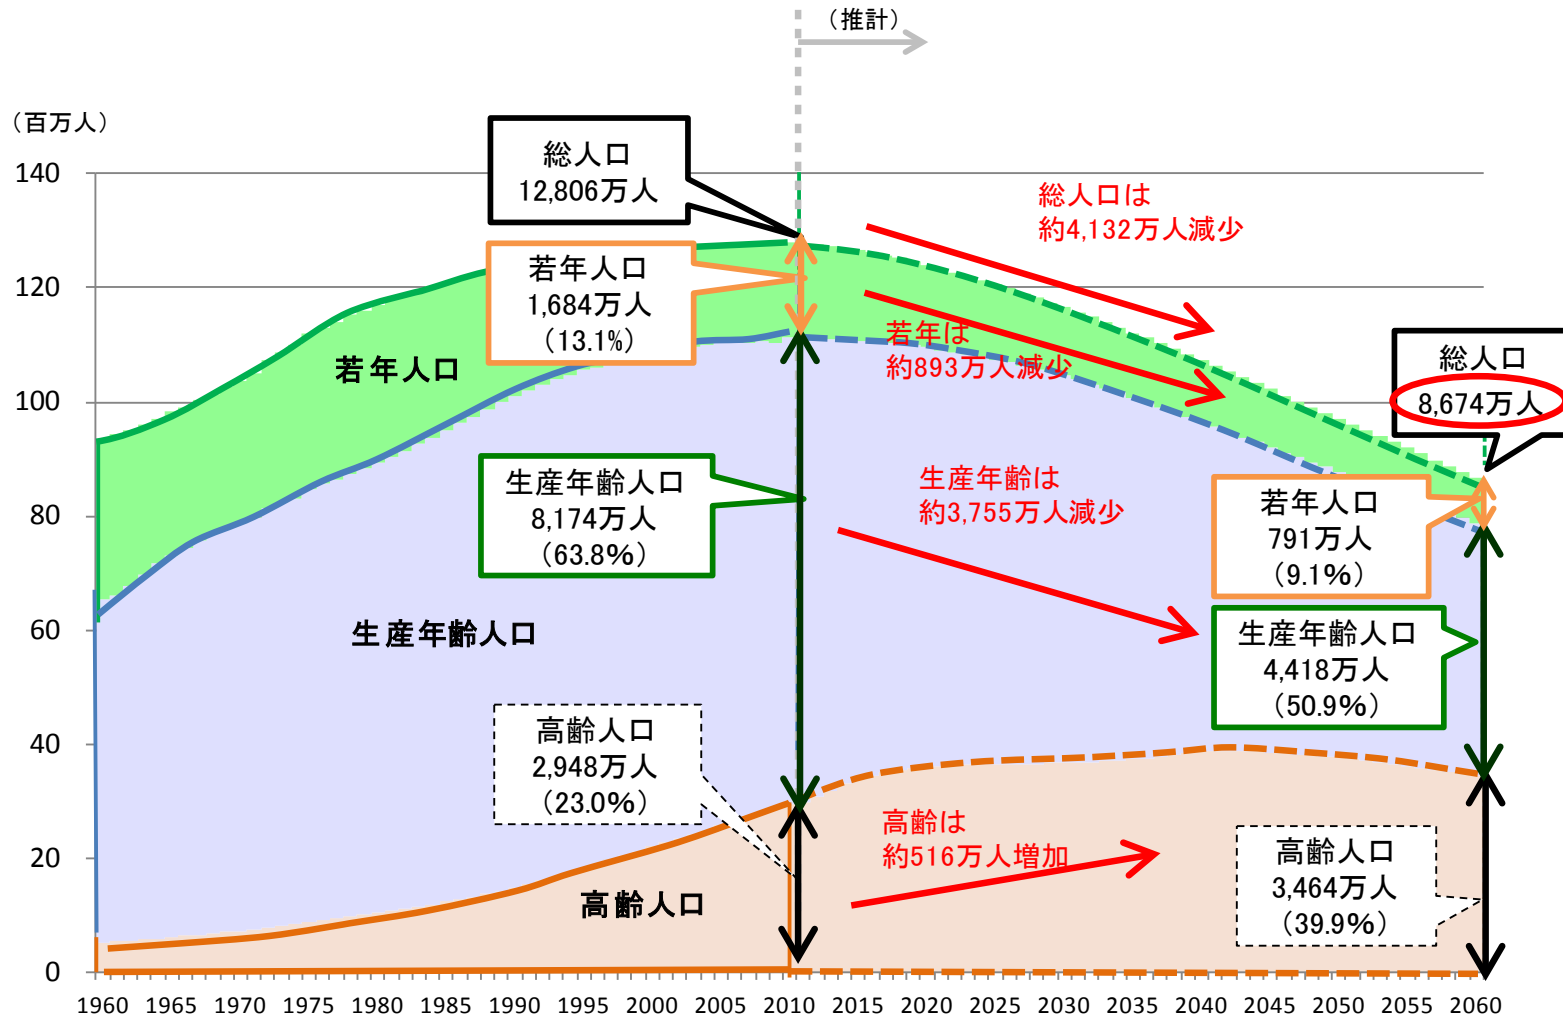 （推計）
（百万人）
140
120
100
80
60
40
20
0
総人口
12,806万人
若年人口
1,684万人
（13.1%）
総人口は
約4,132万人減少
若年は
約893万人減少
総人口
8,674万人
若年人口
生産年齢人口
8,174万人
（63.8%）
生産年齢は
約3,755万人減少
若年人口
791万人
（9.1%）
生産年齢人口
生産年齢人口
4,418万人
（50.9%）
高齢人口
2,948万人
（23.0%）
高齢は
約516万人増加
高齢人口
3,464万人
（39.9%）
高齢人口
1960 1965 1970 1975 1980 1985 1990 1995 2000 2005 2010 2015 2020 2025 2030 2035 2040 2045 2050 2055 2060